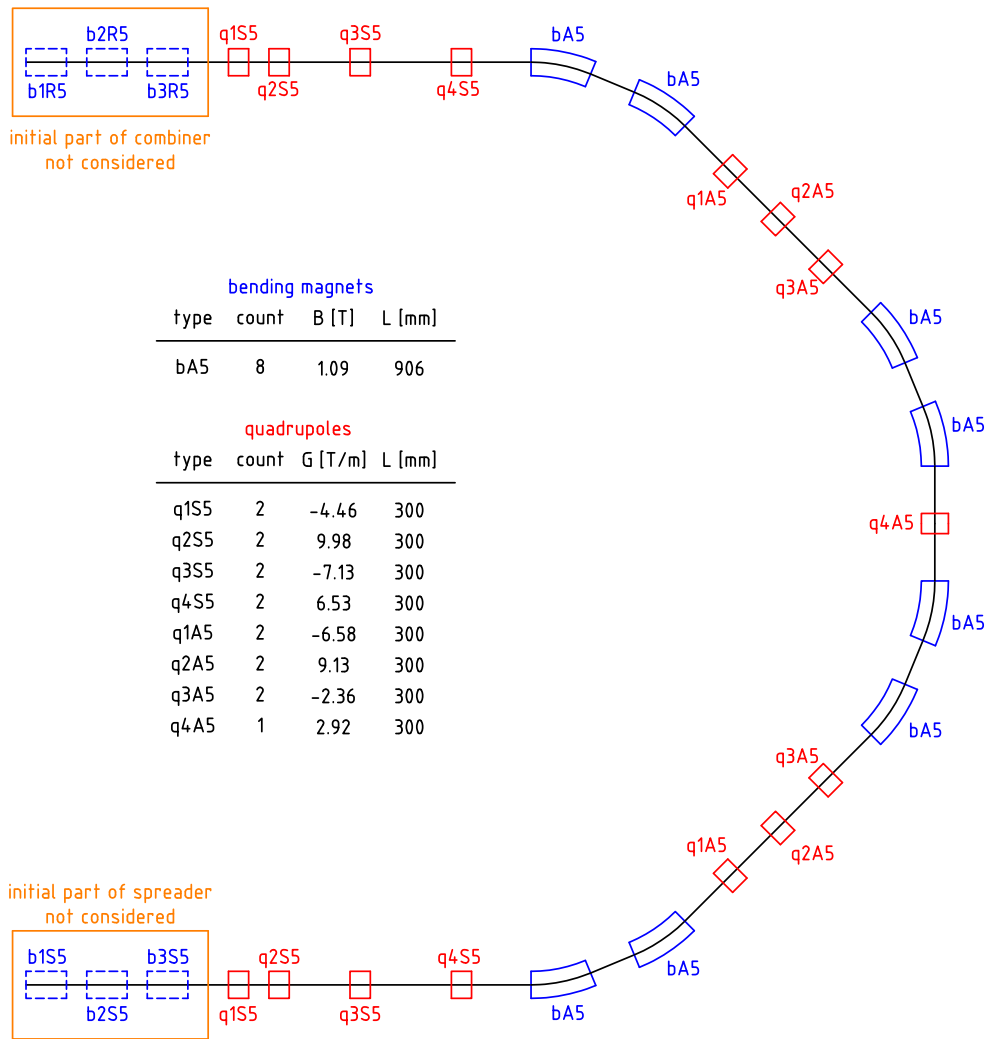 b2R5
b1R5
b3R5
initial part of combiner
not considered
q1S5
q2S5
q3S5
q4S5
bA5
bA5
q1A5
q2A5
q3A5
bA5
bA5
q4A5
bA5
bA5
q3A5
q2A5
q1A5
bA5
bA5
bending magnets
type count B [T] L [mm]
bA5 8 1.09 906
quadrupoles
type count G [T/m] L [mm]
q1S5 2 -4.46 300
q2S5 2 9.98 300
q3S5 2 -7.13 300
q4S5 2 6.53 300
q1A5 2 -6.58 300
q2A5 2 9.13 300
q3A5 2 -2.36 300
q4A5 1 2.92 300
initial part of spreader
not considered
b1S5
b3S5
b2S5
q2S5
q4S5
q1S5
q3S5